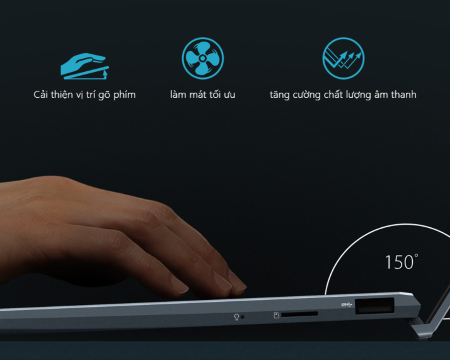 Cải thiện vị trí gõ phím
làm mát tối ưu
tăng cường chất lượng âm thanh
150°